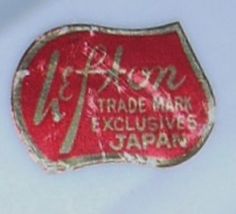 Lefton
TRADE MARK
EXCLUSIVES
JAPAN